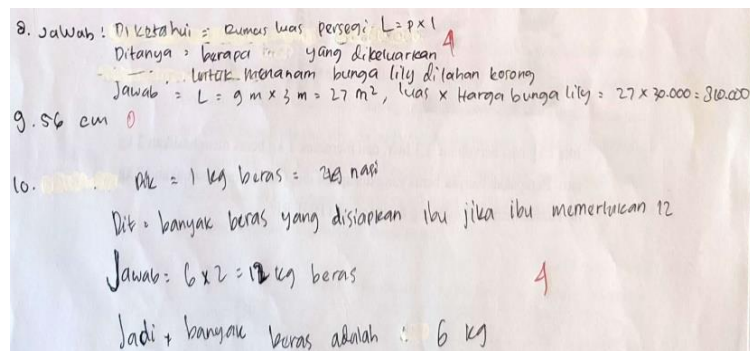 8. Jawab : Diketahui = Rumus luas persegi. L = p x l
Ditanya = berapa yang dikeluarkan 4
untuk menanam bunga lily dilahan kosong
Jawab = L = 9 m x 3 m = 27 m², luas x Harga bunga lily = 27 x 30.000 = 810.000
9. 56 cm 0
10. Dik = 1 kg beras = nasi
Dit = banyak beras yang disiapkan ibu jika ibu memerlukan 12
Jawab = 6 x 2 = 12 kg beras 4
Jadi, banyak beras adalah : 6 kg